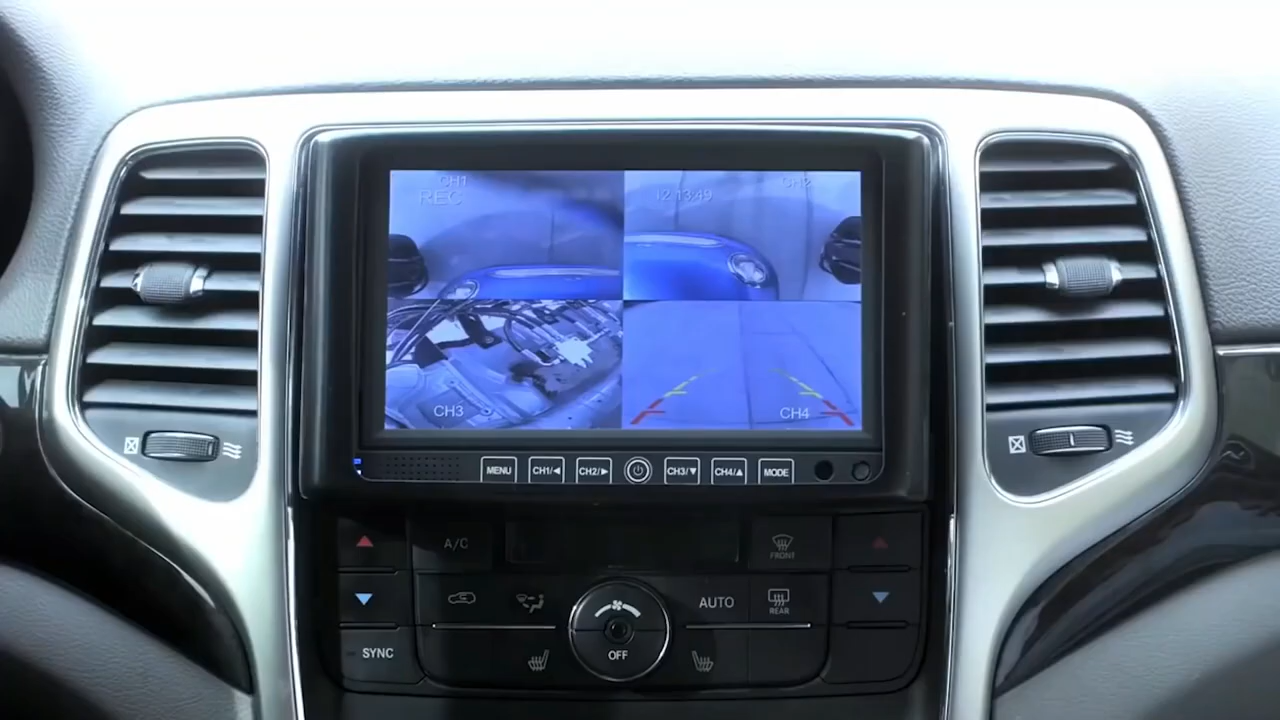 CH1
REC
12:13:49
CH2
CH3
CH4
MENU
CH1/◀
CH2/▶
CH3/▼
CH4/▲
MODE
A/C
FRONT
AUTO
REAR
SYNC
OFF